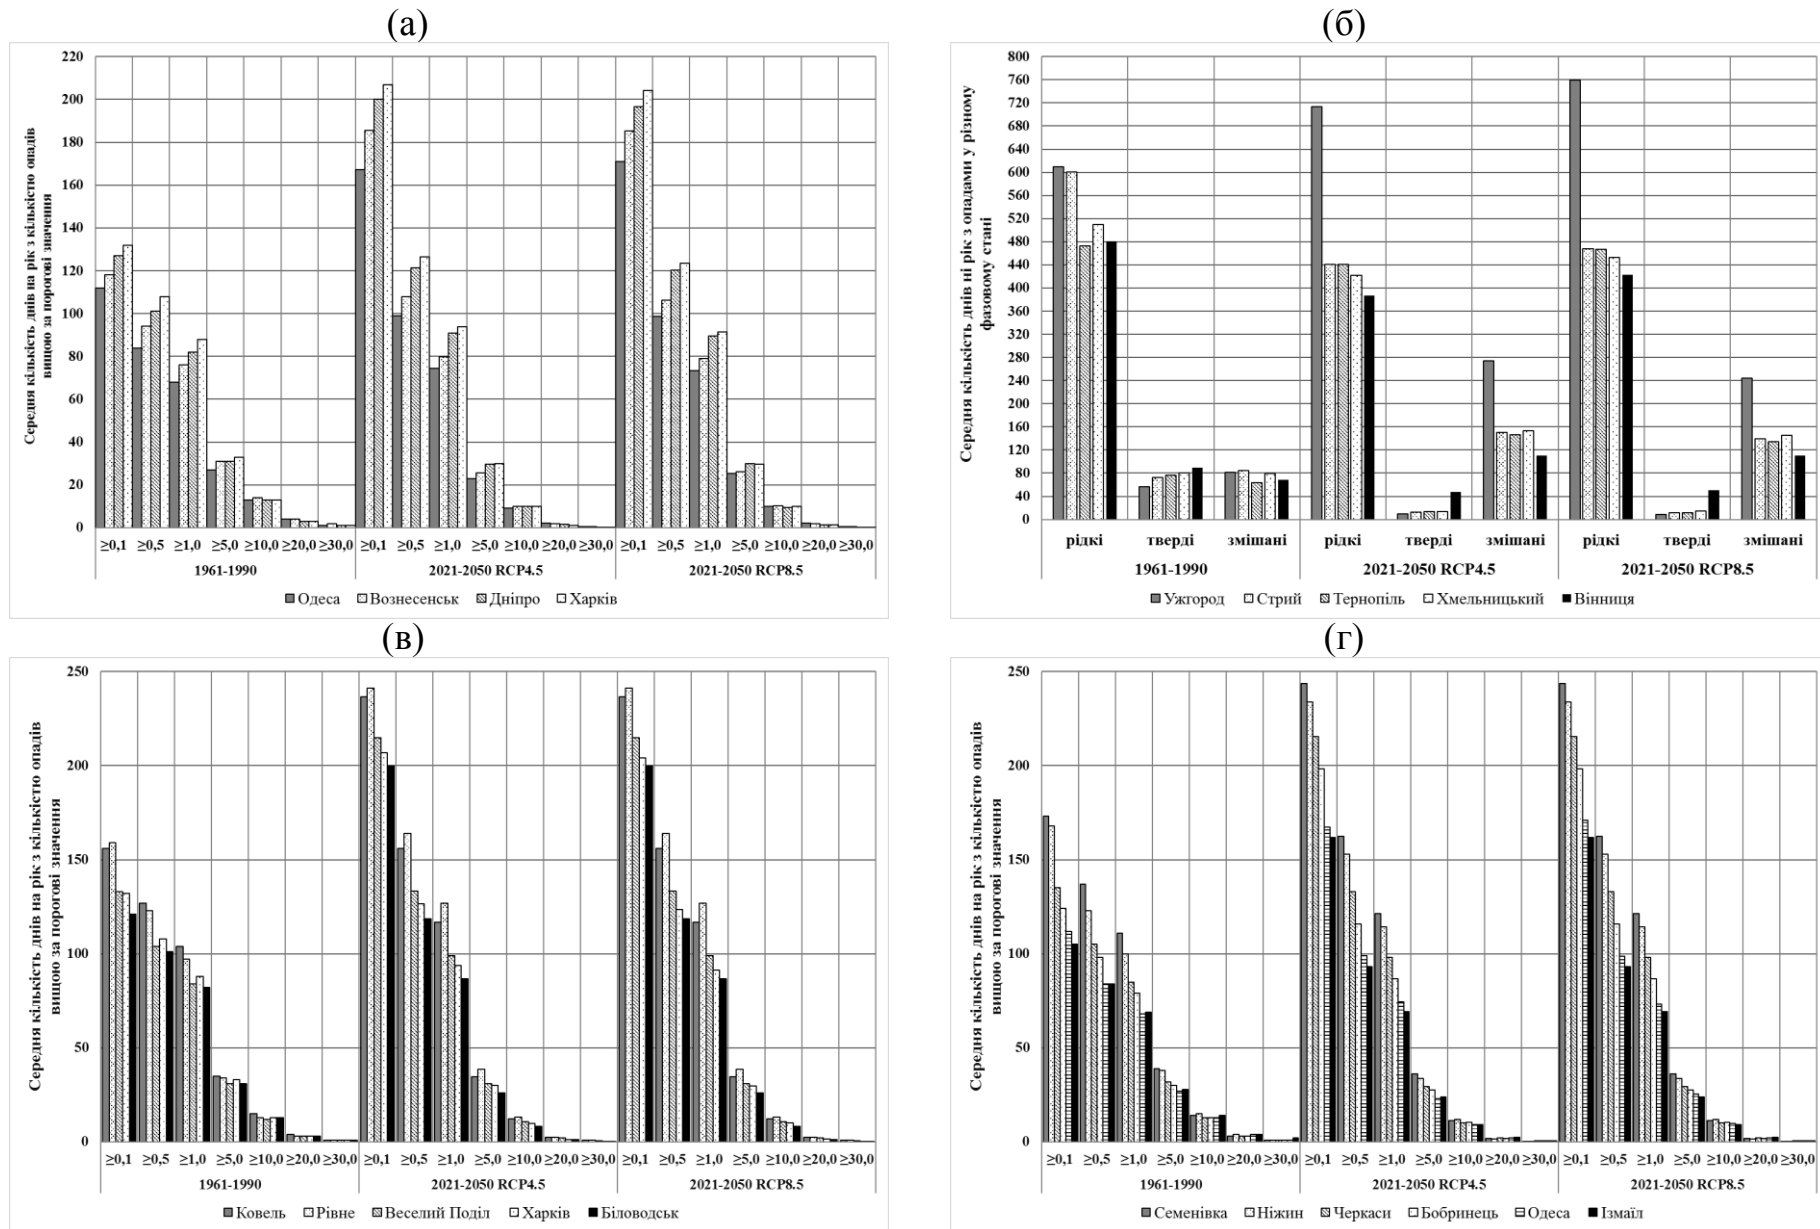 (а)
Середня кількість днів на рік з кількістю опадів
вищою за порогові значення
220
200
180
160
140
120
100
80
60
40
20
0
≥0,1 ≥0,5 ≥1,0 ≥5,0 ≥10,0 ≥20,0 ≥30,0 ≥0,1 ≥0,5 ≥1,0 ≥5,0 ≥10,0 ≥20,0 ≥30,0 ≥0,1 ≥0,5 ≥1,0 ≥5,0 ≥10,0 ≥20,0 ≥30,0
1961-1990 2021-2050 RCP4.5 2021-2050 RCP8.5
Одеса Вознесенськ Дніпро Харків
(б)
Середня кількість днів ні рік з опадами у різному
фазовому стані
800
760
720
680
640
600
560
520
480
440
400
360
320
280
240
200
160
120
80
40
0
рідкі тверді змішані рідкі тверді змішані рідкі тверді змішані
1961-1990 2021-2050 RCP4.5 2021-2050 RCP8.5
Ужгород Стрий Тернопіль Хмельницький Вінниця
(в)
Середня кількість днів на рік з кількістю опадів
вищою за порогові значення
250
200
150
100
50
0
≥0,1 ≥0,5 ≥1,0 ≥5,0 ≥10,0 ≥20,0 ≥30,0 ≥0,1 ≥0,5 ≥1,0 ≥5,0 ≥10,0 ≥20,0 ≥30,0 ≥0,1 ≥0,5 ≥1,0 ≥5,0 ≥10,0 ≥20,0 ≥30,0
1961-1990 2021-2050 RCP4.5 2021-2050 RCP8.5
Ковель Рівне Веселий Поділ Харків Біловодськ
(г)
Середня кількість днів на рік з кількістю опадів
вищою за порогові значення
250
200
150
100
50
0
≥0,1 ≥0,5 ≥1,0 ≥5,0 ≥10,0 ≥20,0 ≥30,0 ≥0,1 ≥0,5 ≥1,0 ≥5,0 ≥10,0 ≥20,0 ≥30,0 ≥0,1 ≥0,5 ≥1,0 ≥5,0 ≥10,0 ≥20,0 ≥30,0
1961-1990 2021-2050 RCP4.5 2021-2050 RCP8.5
Семенівка Ніжин Черкаси Бобринець Одеса Ізмаїл